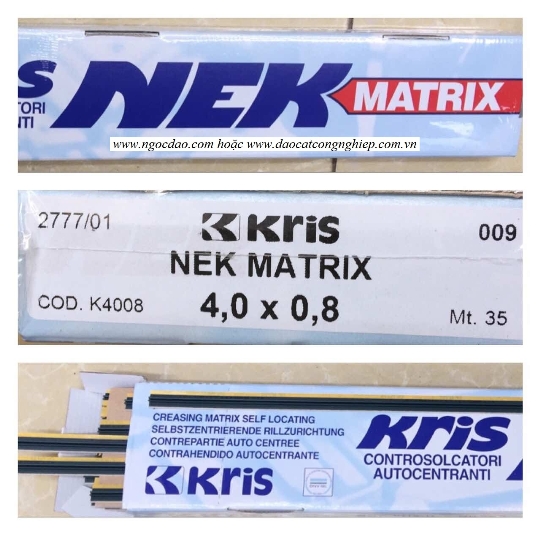 S NEK MATRIX
TORI
NTI
www.ngocdao.com hoặc www.daocatcongnghiep.com.vn
2777/01 Kris 009
NEK MATRIX
COD. K4008 4,0 x 0,8 Mt. 35
CREASING MATRIX SELF LOCATING
SELBSTZENTRIERENDE RILLZURICHTUNG
CONTREPARTIE AUTO CENTREE
CONTRAHENDIDO AUTOCENTRANTE
Kris
Kris
CONTROSOLCATORI
AUTOCENTRANTI